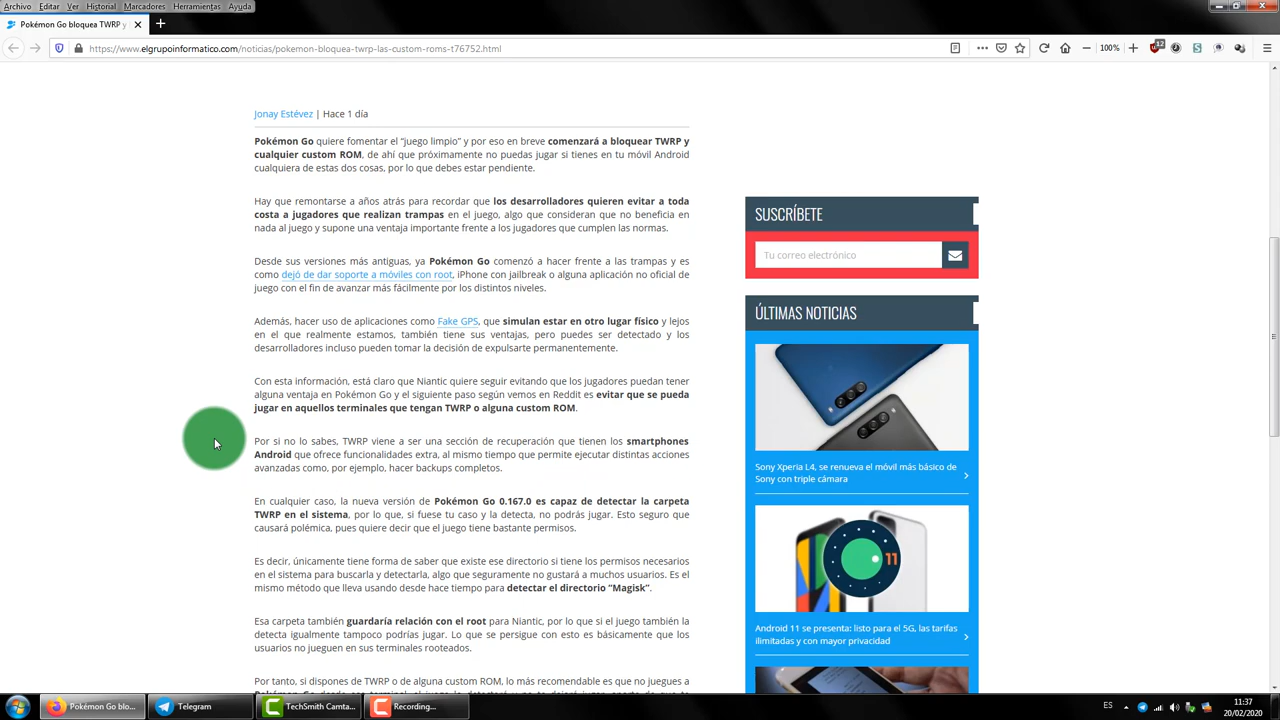 Archivo Editar Ver Historial Marcadores Herramientas Ayuda
Pokémon Go bloquea TWRP y
https://www.elgrupoinformatico.com/noticias/pokemon-bloquea-twrp-las-custom-roms-t76752.html
100%
12
Jonay Estévez | Hace 1 día
Pokémon Go quiere fomentar el “juego limpio” y por eso en breve comenzará a bloquear TWRP y
cualquier custom ROM, de ahí que próximamente no puedas jugar si tienes en tu móvil Android
cualquiera de estas dos cosas, por lo que debes estar pendiente.
Hay que remontarse a años atrás para recordar que los desarrolladores quieren evitar a toda
costa a jugadores que realizan trampas en el juego, algo que consideran que no beneficia en
nada al juego y supone una ventaja importante frente a los jugadores que cumplen las normas.
Desde sus versiones más antiguas, ya Pokémon Go comenzó a hacer frente a las trampas y es
como dejó de dar soporte a móviles con root, iPhone con jailbreak o alguna aplicación no oficial de
juego con el fin de avanzar más fácilmente por los distintos niveles.
Además, hacer uso de aplicaciones como Fake GPS, que simulan estar en otro lugar físico y lejos
en el que realmente estamos, también tiene sus ventajas, pero puedes ser detectado y los
desarrolladores incluso pueden tomar la decisión de expulsarte permanentemente.
Con esta información, está claro que Niantic quiere seguir evitando que los jugadores puedan tener
alguna ventaja en Pokémon Go y el siguiente paso según vemos en Reddit es evitar que se pueda
jugar en aquellos terminales que tengan TWRP o alguna custom ROM.
Por si no lo sabes, TWRP viene a ser una sección de recuperación que tienen los smartphones
Android que ofrece funcionalidades extra, al mismo tiempo que permite ejecutar distintas acciones
avanzadas como, por ejemplo, hacer backups completos.
En cualquier caso, la nueva versión de Pokémon Go 0.167.0 es capaz de detectar la carpeta
TWRP en el sistema, por lo que, si fuese tu caso y la detecta, no podrás jugar. Esto seguro que
causará polémica, pues quiere decir que el juego tiene bastante permisos.
Es decir, únicamente tiene forma de saber que existe ese directorio si tiene los permisos necesarios
en el sistema para buscarla y detectarla, algo que seguramente no gustará a muchos usuarios. Es el
mismo método que lleva usando desde hace tiempo para detectar el directorio “Magisk”.
Esa carpeta también guardaría relación con el root para Niantic, por lo que si el juego también la
detecta igualmente tampoco podrías jugar. Lo que se persigue con esto es básicamente que los
usuarios no jueguen en sus terminales rooteados.
Por tanto, si dispones de TWRP o de alguna custom ROM, lo más recomendable es que no juegues a
SUSCRÍBETE
Tu correo electrónico
ÚLTIMAS NOTICIAS
Sony Xperia L4, se renueva el móvil más básico de
Sony con triple cámara
11
Android 11 se presenta: listo para el 5G, las tarifas
ilimitadas y con mayor privacidad
Pokémon Go blo...
Telegram
TechSmith Camta...
Recording...
ES
11:37
20/02/2020